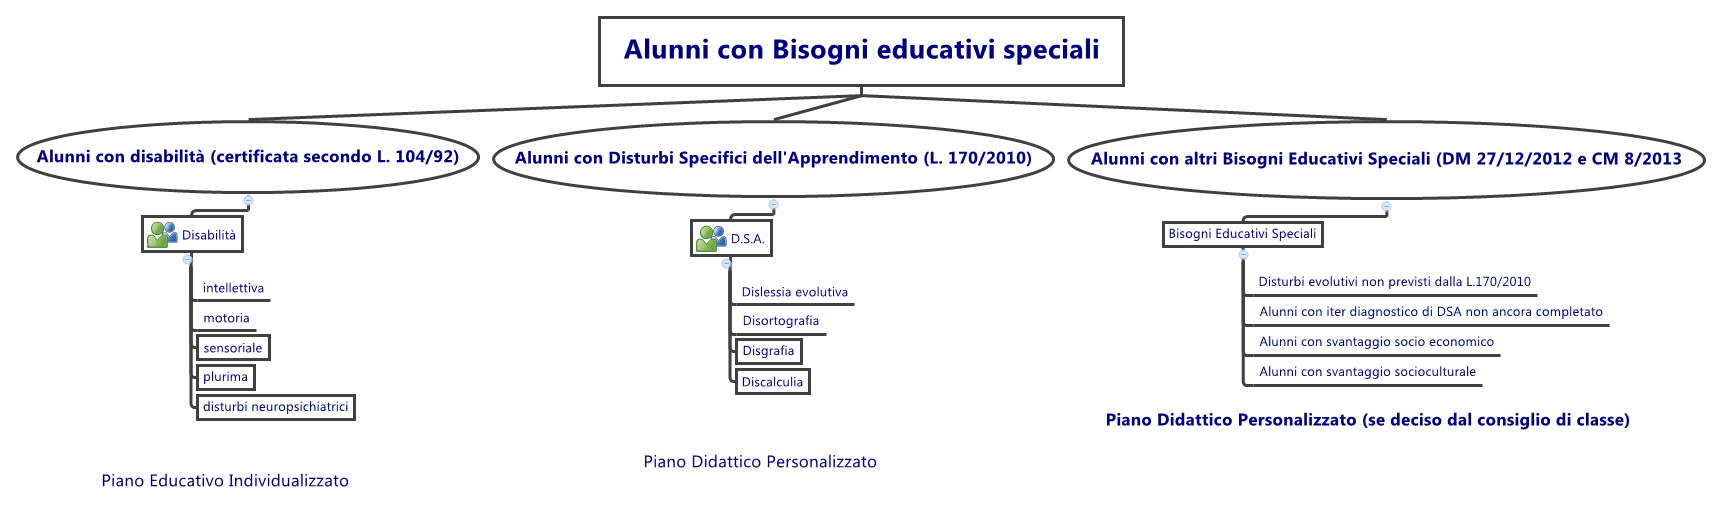 Alunni con Bisogni educativi speciali
Alunni con disabilità (certificata secondo L. 104/92)
Disabilità
intellettiva
motoria
sensoriale
plurima
disturbi neuropsichiatrici
Piano Educativo Individualizzato
Alunni con Disturbi Specifici dell'Apprendimento (L. 170/2010)
D.S.A.
Dislessia evolutiva
Disortografia
Disgrafia
Discalculia
Piano Didattico Personalizzato
Alunni con altri Bisogni Educativi Speciali (DM 27/12/2012 e CM 8/2013
Bisogni Educativi Speciali
Disturbi evolutivi non previsti dalla L.170/2010
Alunni con iter diagnostico di DSA non ancora completato
Alunni con svantaggio socio economico
Alunni con svantaggio socioculturale
Piano Didattico Personalizzato (se deciso dal consiglio di classe)